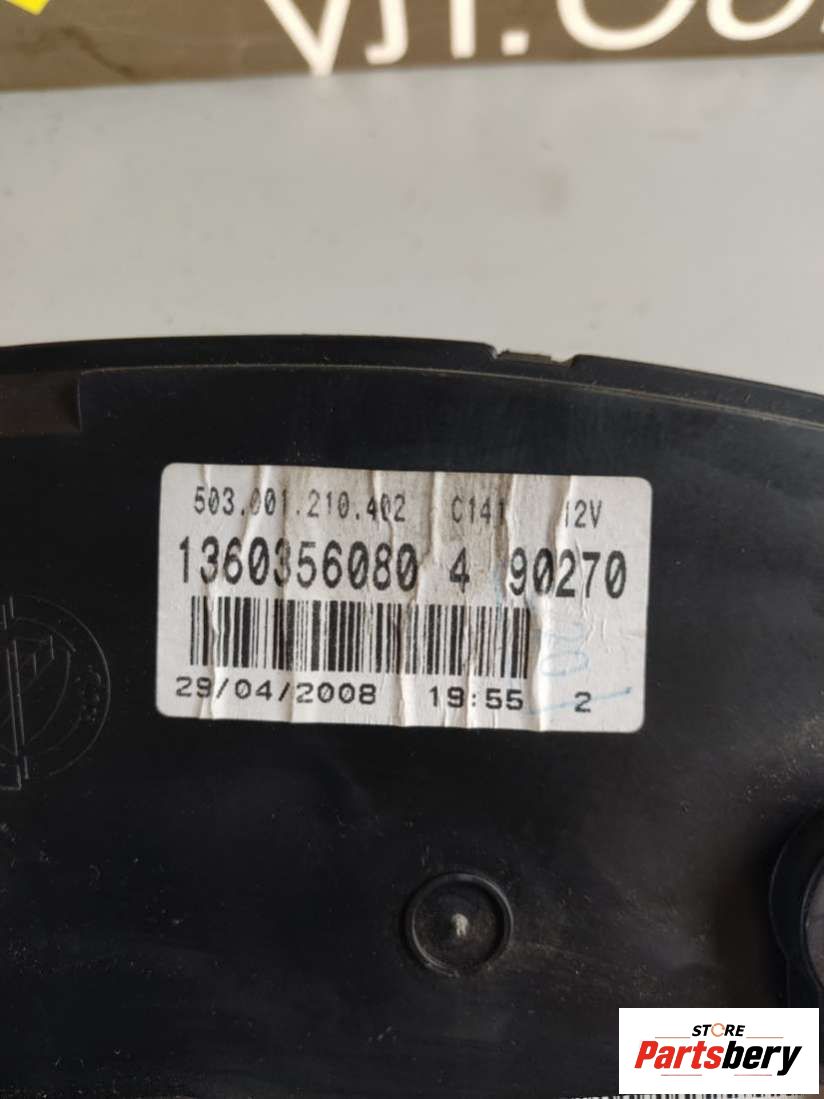 503.001.210.402 C141 12V
1360356080 4 90270
29/04/2008 19:55 2
STORE
Partsbery